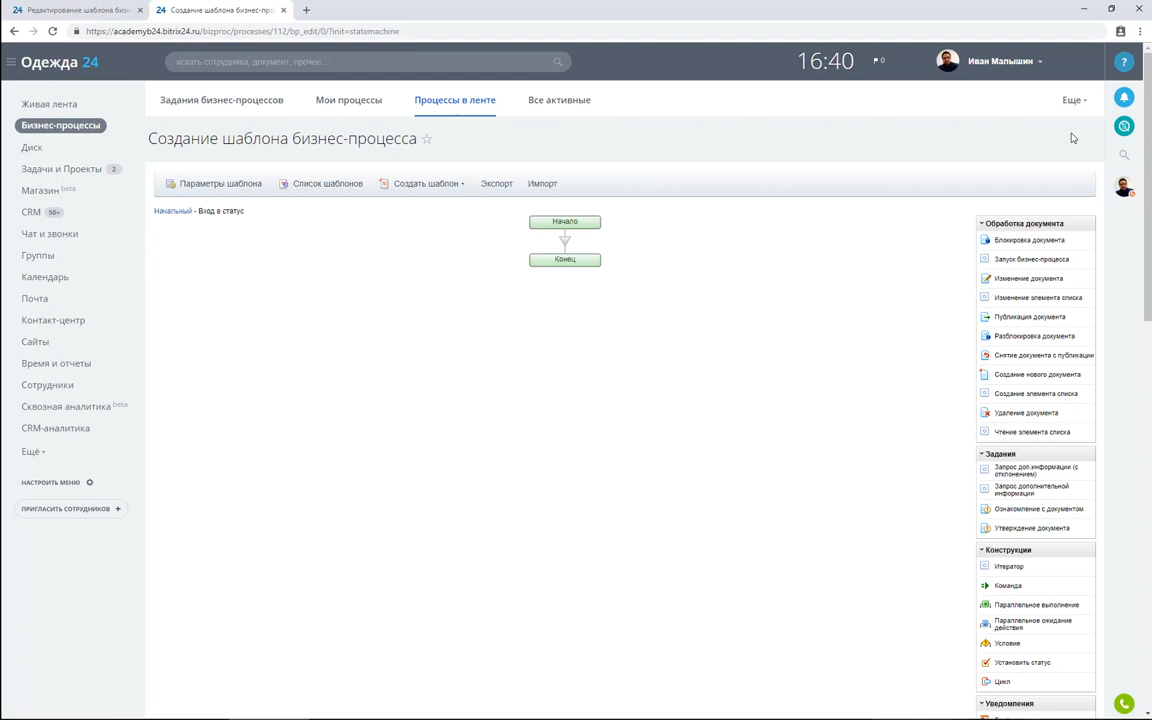 Редактирование шаблона бизн
Создание шаблона бизнес-про
https://academyb24.bitrix24.ru/bizproc/processes/112/bp_edit/0/?init=statemachine
Одежда 24
искать сотрудника, документ, прочее...
16:40
0
Иван Малышин
?
Живая лента
Бизнес-процессы
Диск
Задачи и Проекты 2
Магазин beta
CRM 50+
Чат и звонки
Группы
Календарь
Почта
Контакт-центр
Сайты
Время и отчеты
Сотрудники
Сквозная аналитика beta
CRM-аналитика
Ещё
НАСТРОИТЬ МЕНЮ
ПРИГЛАСИТЬ СОТРУДНИКОВ +
Задания бизнес-процессов
Мои процессы
Процессы в ленте
Все активные
Еще
Создание шаблона бизнес-процесса
Параметры шаблона
Список шаблонов
Создать шаблон
Экспорт
Импорт
Начальный - Вход в статус
Начало
Конец
Обработка документа
Блокировка документа
Запуск бизнес-процесса
Изменение документа
Изменение элемента списка
Публикация документа
Разблокировка документа
Снятие документа с публикации
Создание нового документа
Создание элемента списка
Удаление документа
Чтение элемента списка
Задания
Запрос доп.информации (с
отклонением)
Запрос дополнительной
информации
Ознакомление с документом
Утверждение документа
Конструкции
Итератор
Команда
Параллельное выполнение
Параллельное ожидание
действия
Условие
Установить статус
Цикл
Уведомления